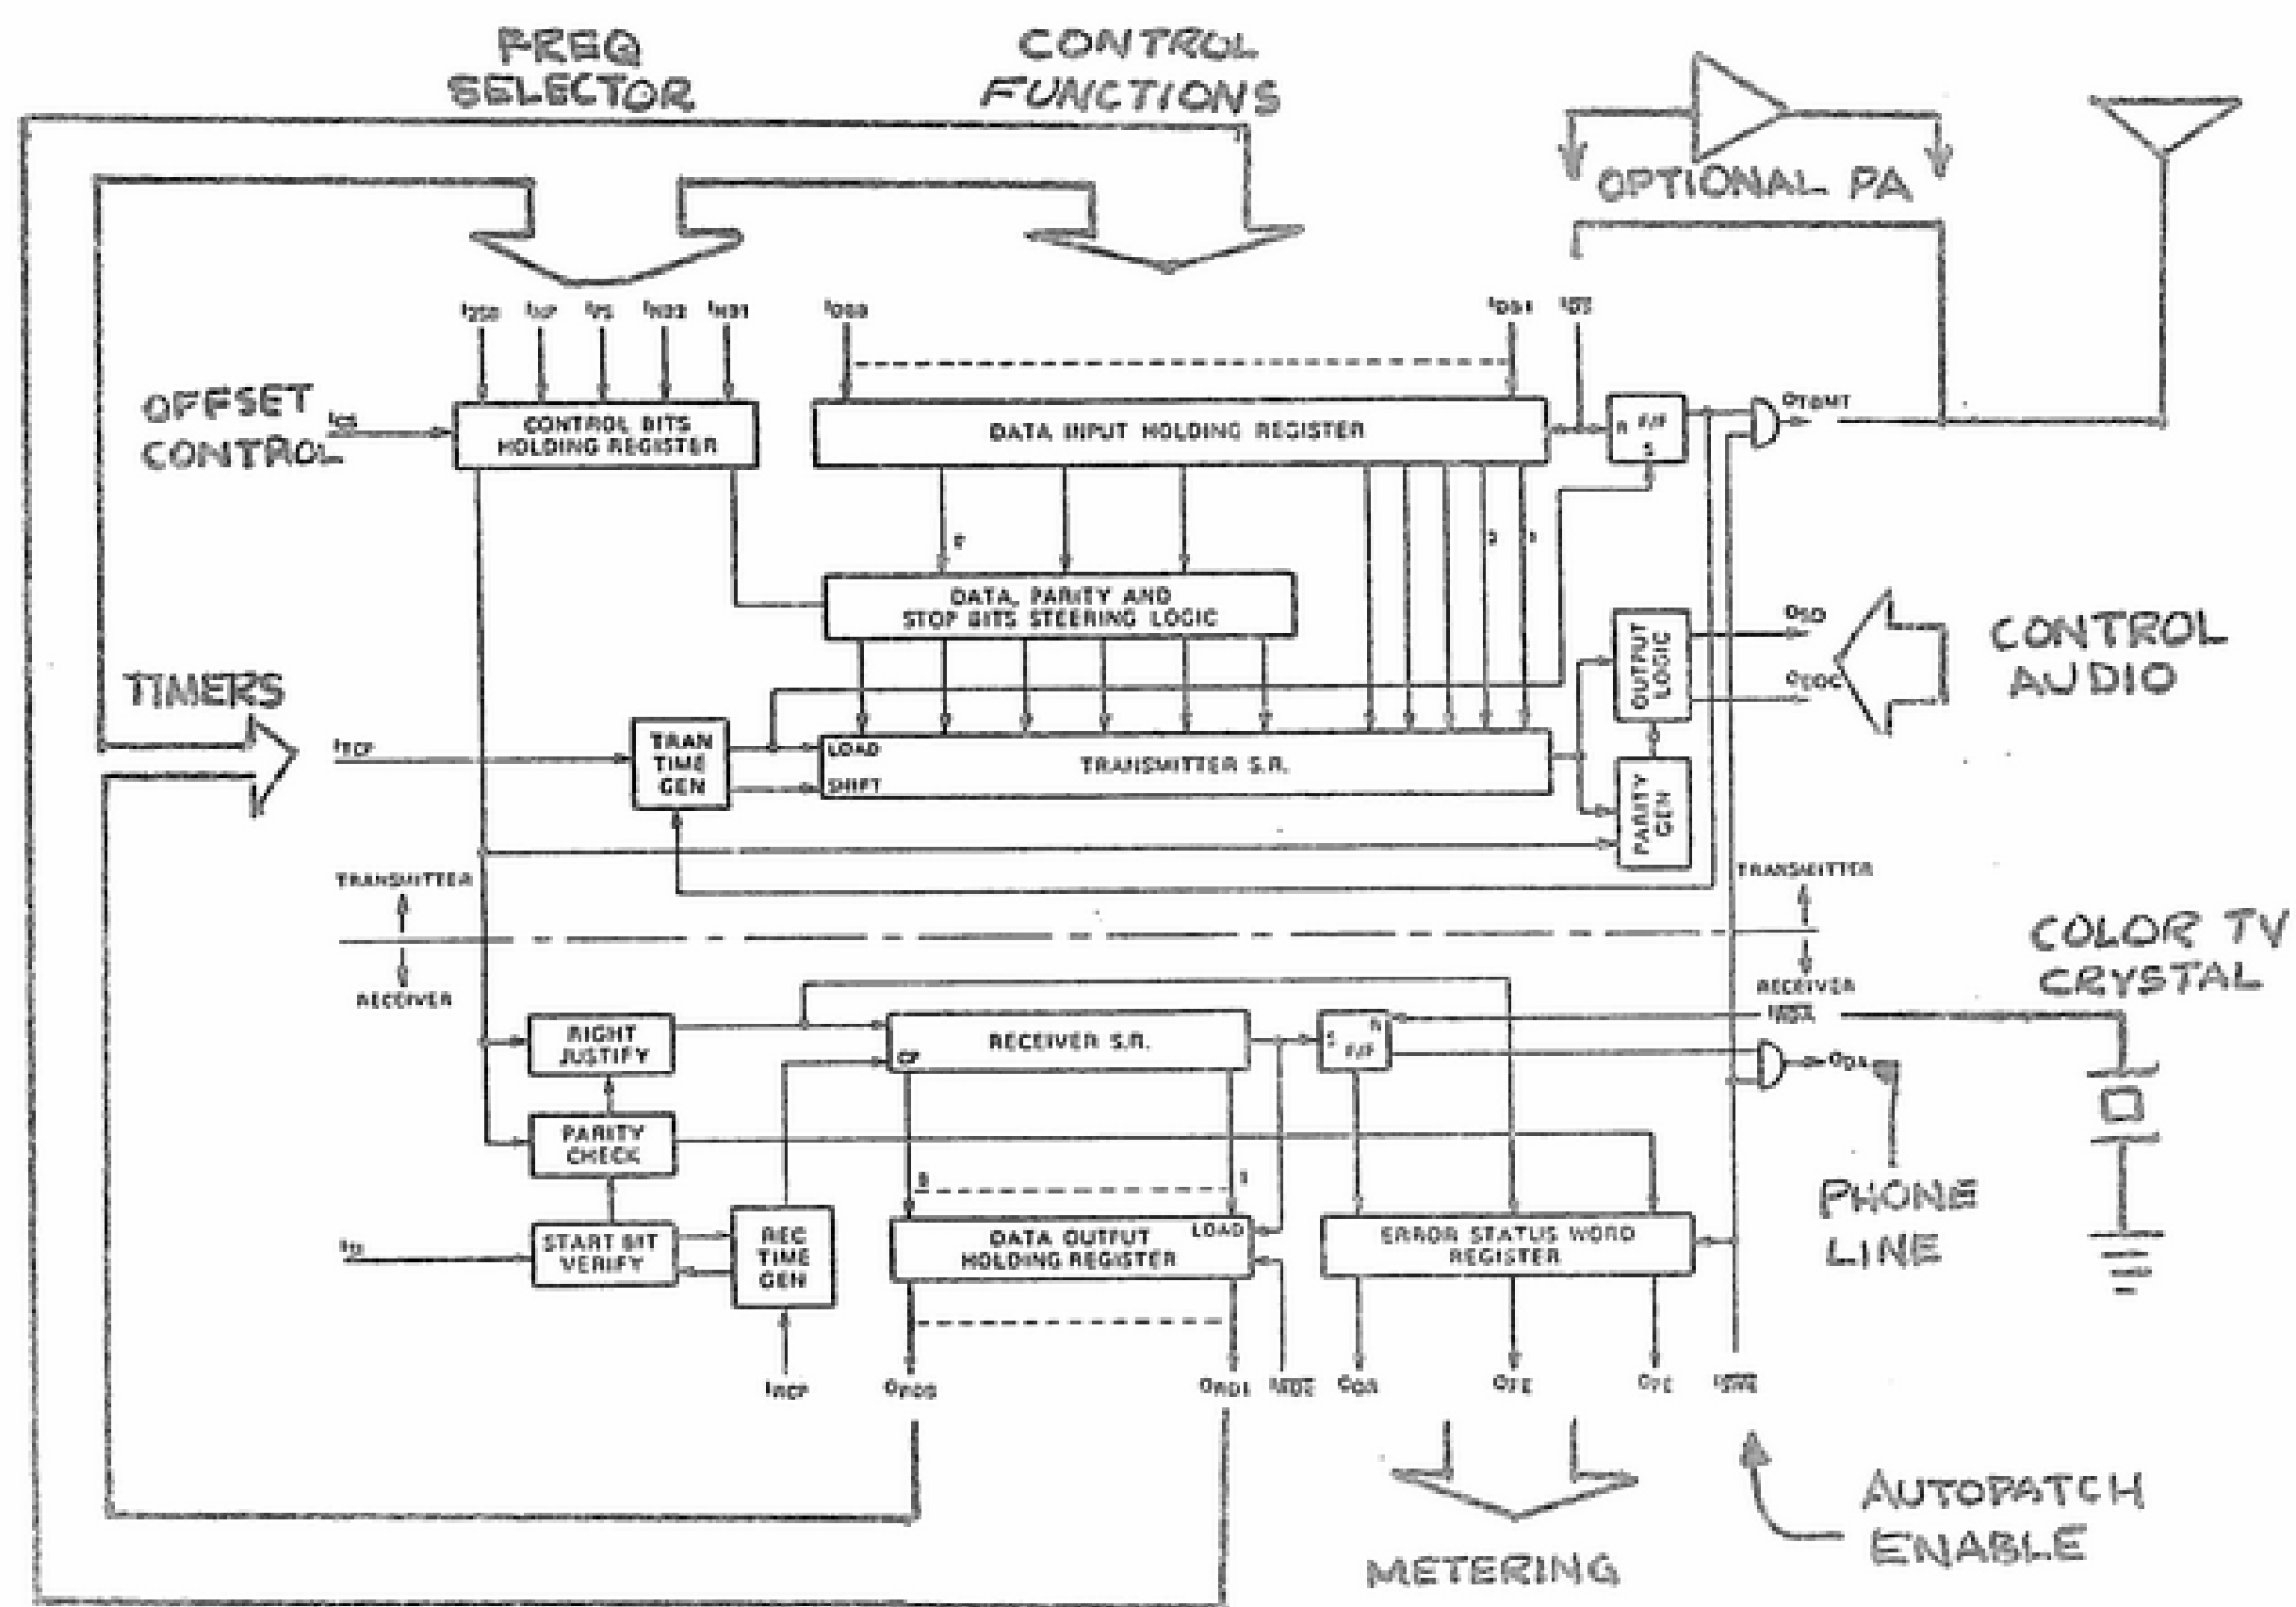 FREQ
SELECTOR
CONTROL
FUNCTIONS
OPTIONAL PA
OFFSET
CONTROL
CONTROL BITS
HOLDING REGISTER
DATA INPUT HOLDING REGISTER
R F/F
S
DATA, PARITY AND
STOP BITS STEERING LOGIC
OUTPUT
LOGIC
CONTROL
AUDIO
TIMERS
TRAN
TIME
GEN
LOAD
SHIFT
TRANSMITTER S.R.
PARITY
GEN
TRANSMITTER
RECEIVER
TRANSMITTER
RECEIVER
COLOR TV
CRYSTAL
RIGHT
JUSTIFY
CP
RECEIVER S.R.
S F/F R
PARITY
CHECK
START BIT
VERIFY
REC
TIME
GEN
DATA OUTPUT
HOLDING REGISTER
LOAD
ERROR STATUS WORD
REGISTER
PHONE
LINE
METERING
AUTOPATCH
ENABLE